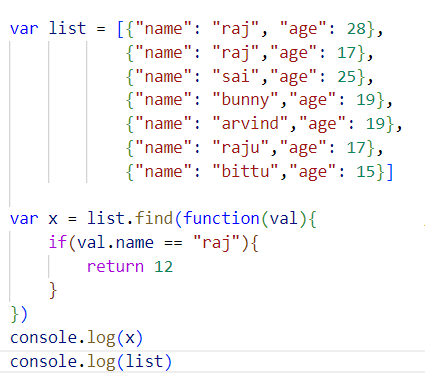 var list = [{"name": "raj", "age": 28},
            {"name": "raj","age": 17},
            {"name": "sai","age": 25},
            {"name": "bunny","age": 19},
            {"name": "arvind","age": 19},
            {"name": "raju","age": 17},
            {"name": "bittu","age": 15}]
var x = list.find(function(val){
    if(val.name == "raj"){
        return 12
    }
})
console.log(x)
console.log(list)